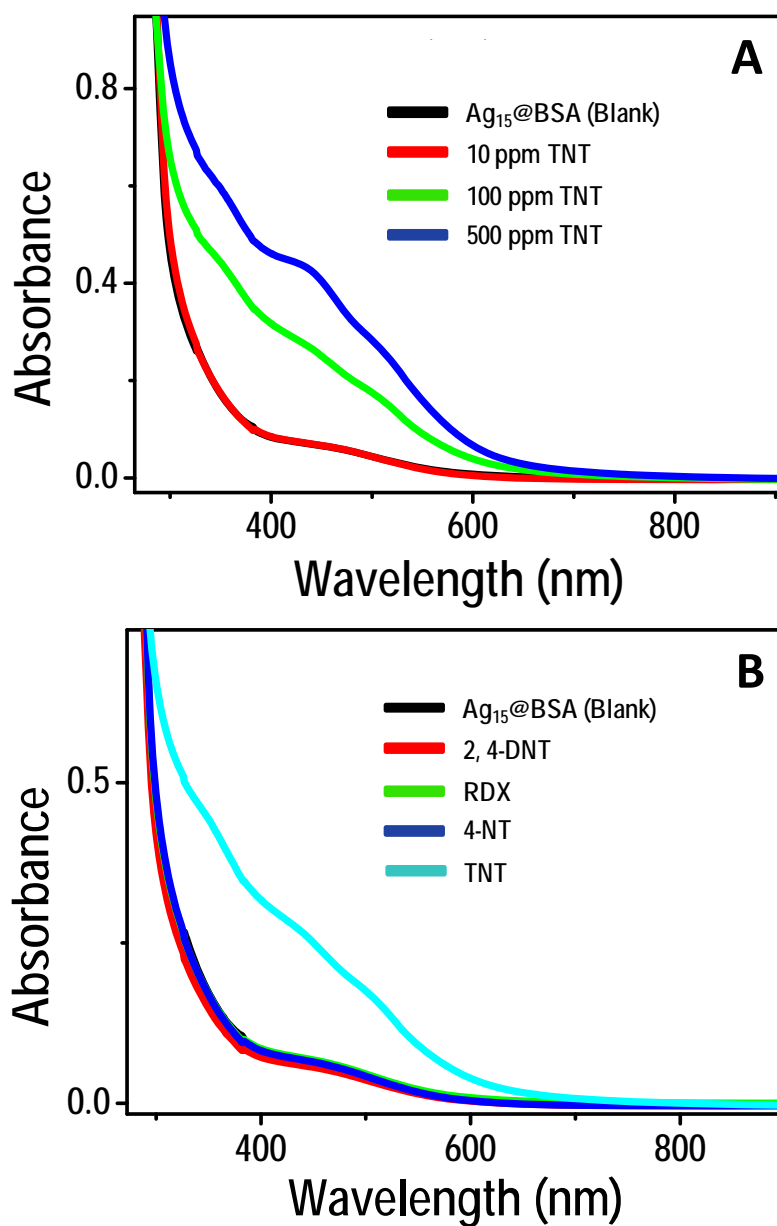 A
Ag₁₅@BSA (Blank)
10 ppm TNT
100 ppm TNT
500 ppm TNT
0.8
0.4
0.0
Absorbance
400 600 800
Wavelength (nm)
B
Ag₁₅@BSA (Blank)
2, 4-DNT
RDX
4-NT
TNT
0.5
0.0
Absorbance
400 600 800
Wavelength (nm)